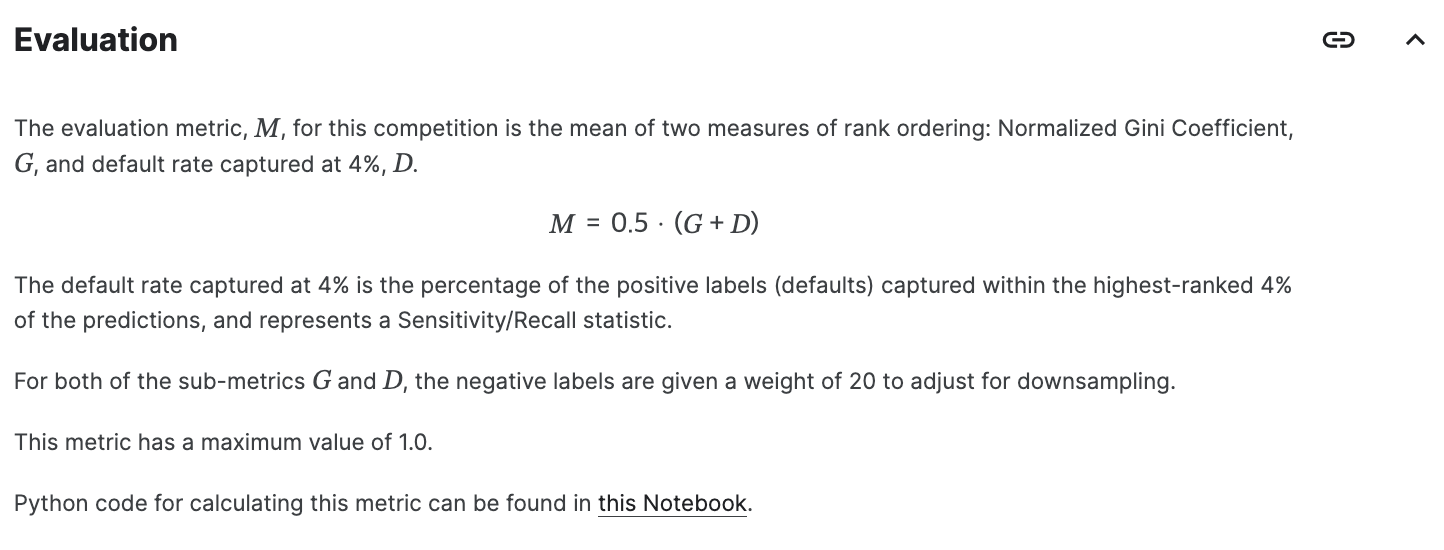 Evaluation
The evaluation metric, M, for this competition is the mean of two measures of rank ordering: Normalized Gini Coefficient,
G, and default rate captured at 4%, D.
M = 0.5 · (G + D)
The default rate captured at 4% is the percentage of the positive labels (defaults) captured within the highest-ranked 4%
of the predictions, and represents a Sensitivity/Recall statistic.
For both of the sub-metrics G and D, the negative labels are given a weight of 20 to adjust for downsampling.
This metric has a maximum value of 1.0.
Python code for calculating this metric can be found in this Notebook.